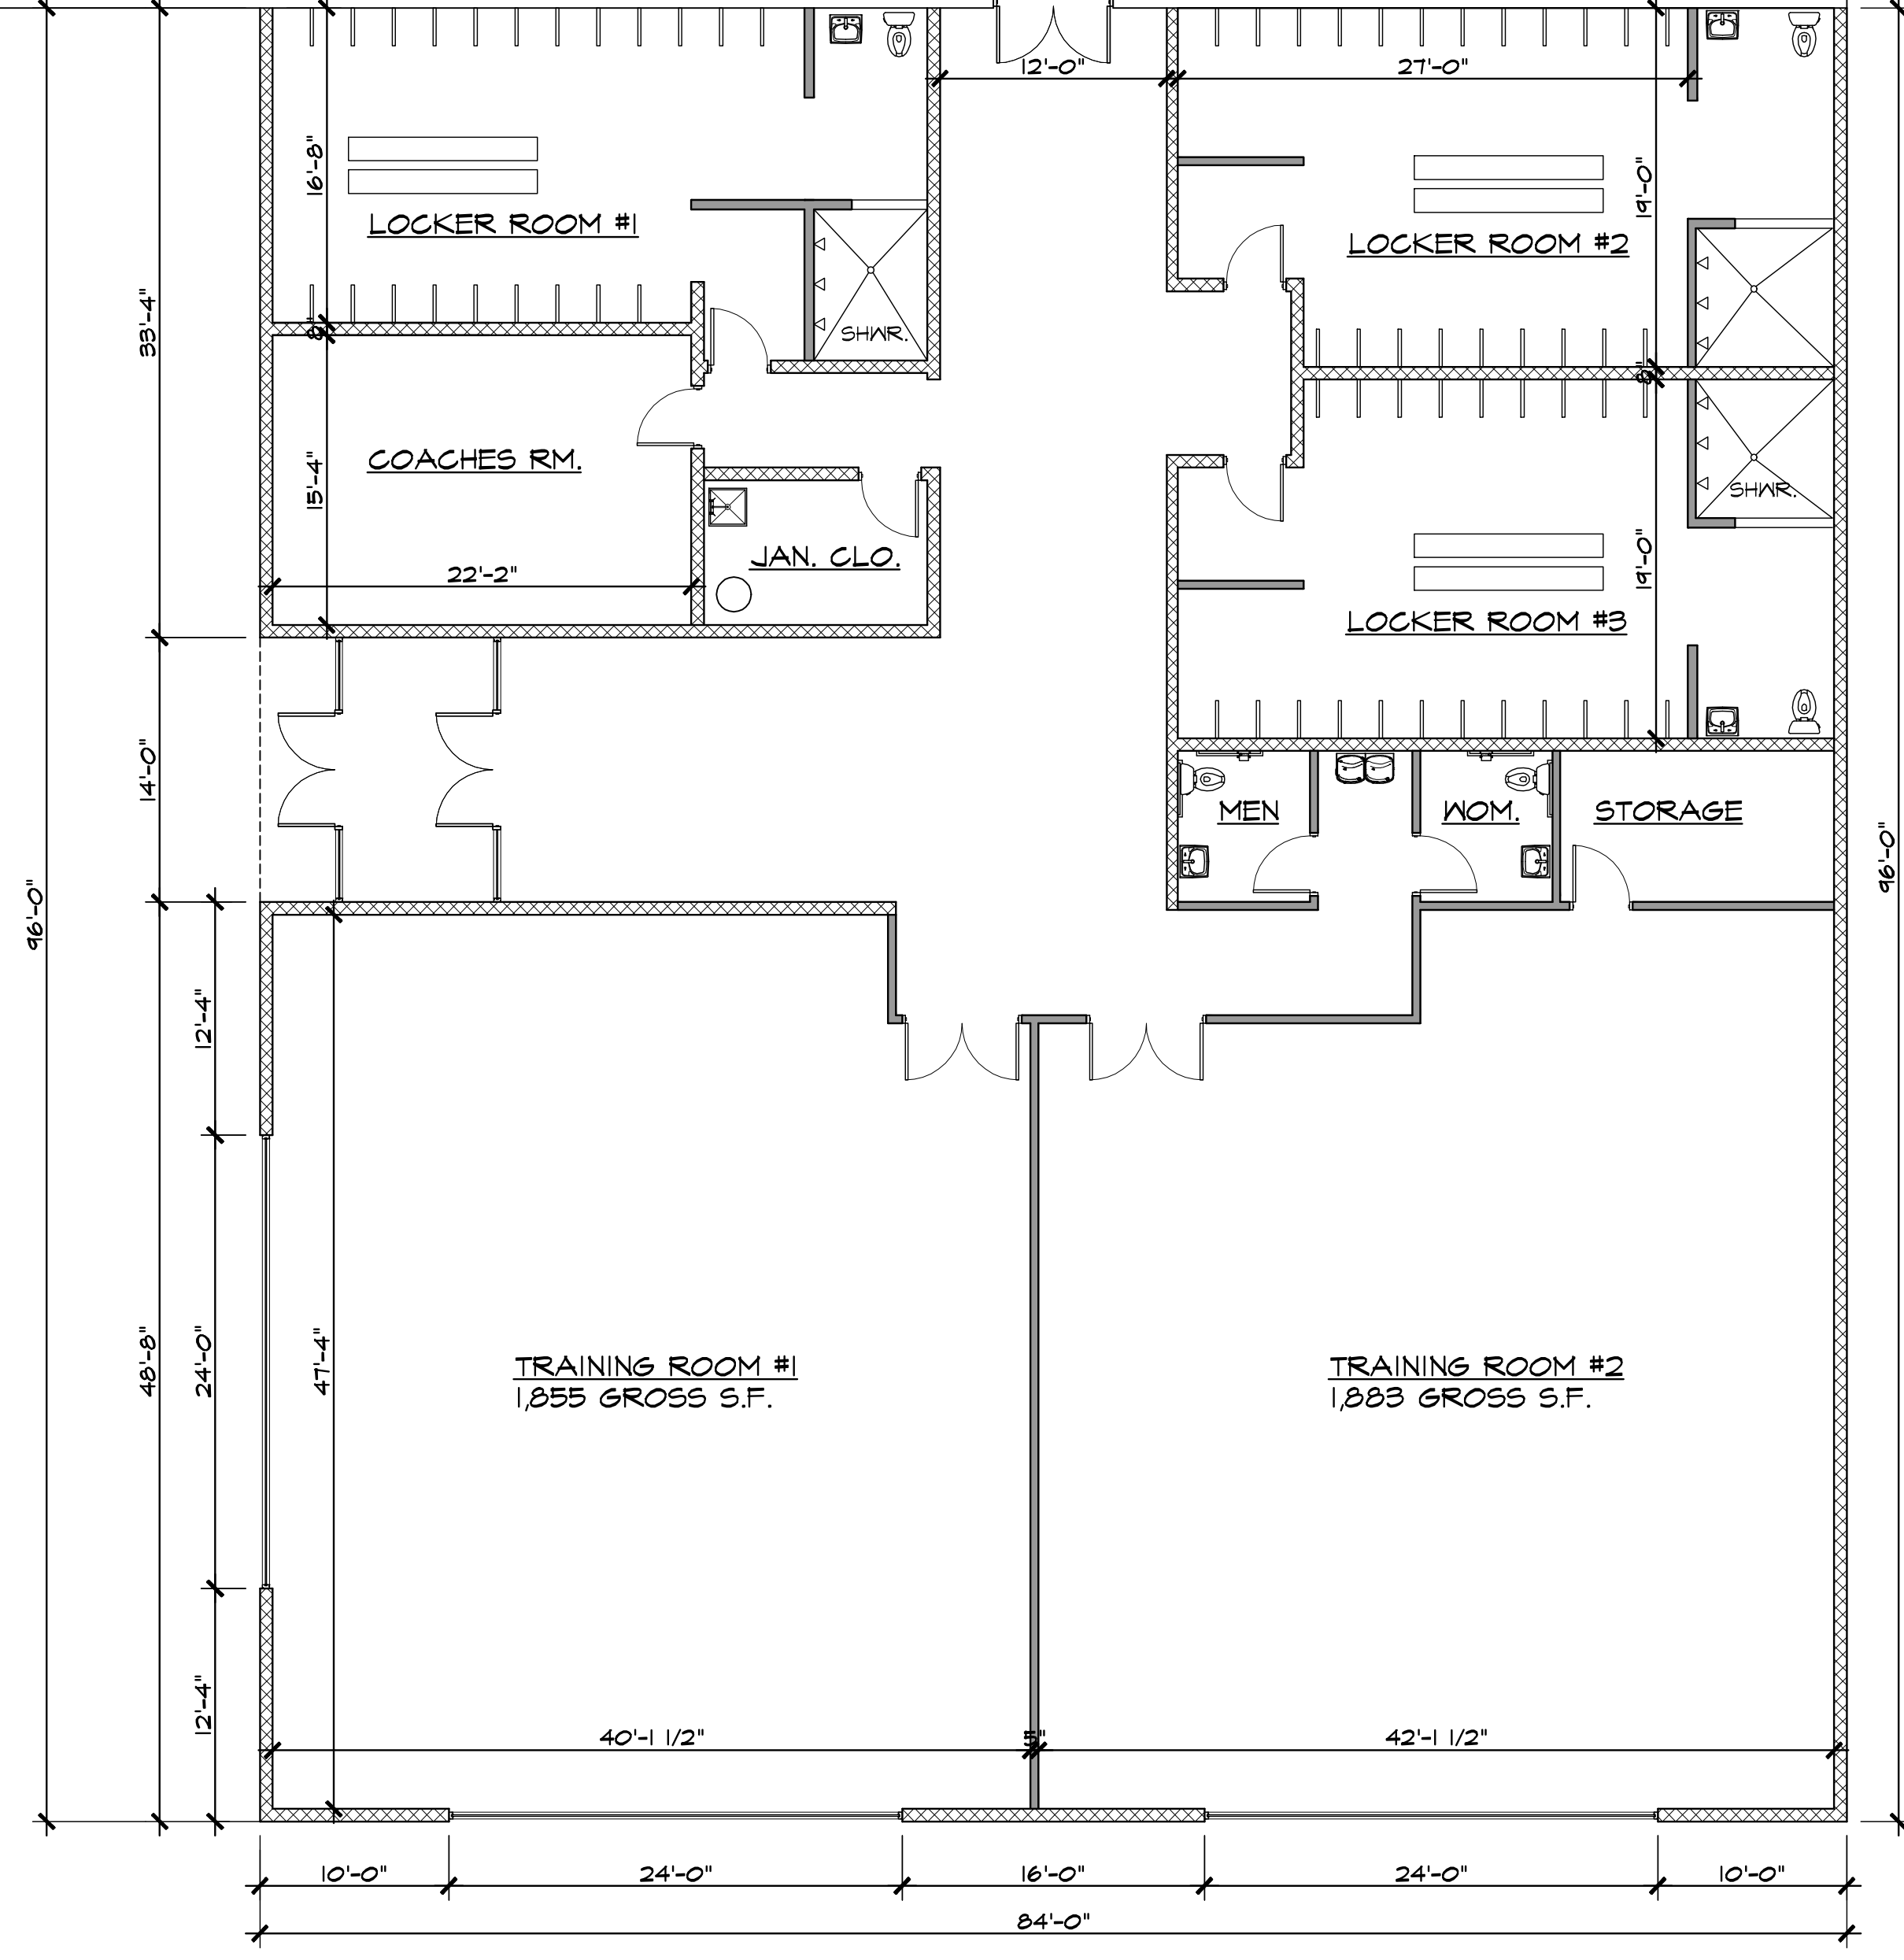 12'-0"
27'-0"
16'-8"
19'-0"
LOCKER ROOM #1
LOCKER ROOM #2
33'-4"
8"
SHWR.
8"
COACHES RM.
15'-4"
SHWR.
JAN. CLO.
22'-2"
19'-0"
LOCKER ROOM #3
14'-0"
MEN
WOM.
STORAGE
96'-0"
96'-0"
12'-4"
48'-8"
24'-0"
47'-4"
TRAINING ROOM #1
1,855 GROSS S.F.
TRAINING ROOM #2
1,883 GROSS S.F.
12'-4"
40'-1 1/2"
5"
42'-1 1/2"
10'-0"
24'-0"
16'-0"
24'-0"
10'-0"
84'-0"